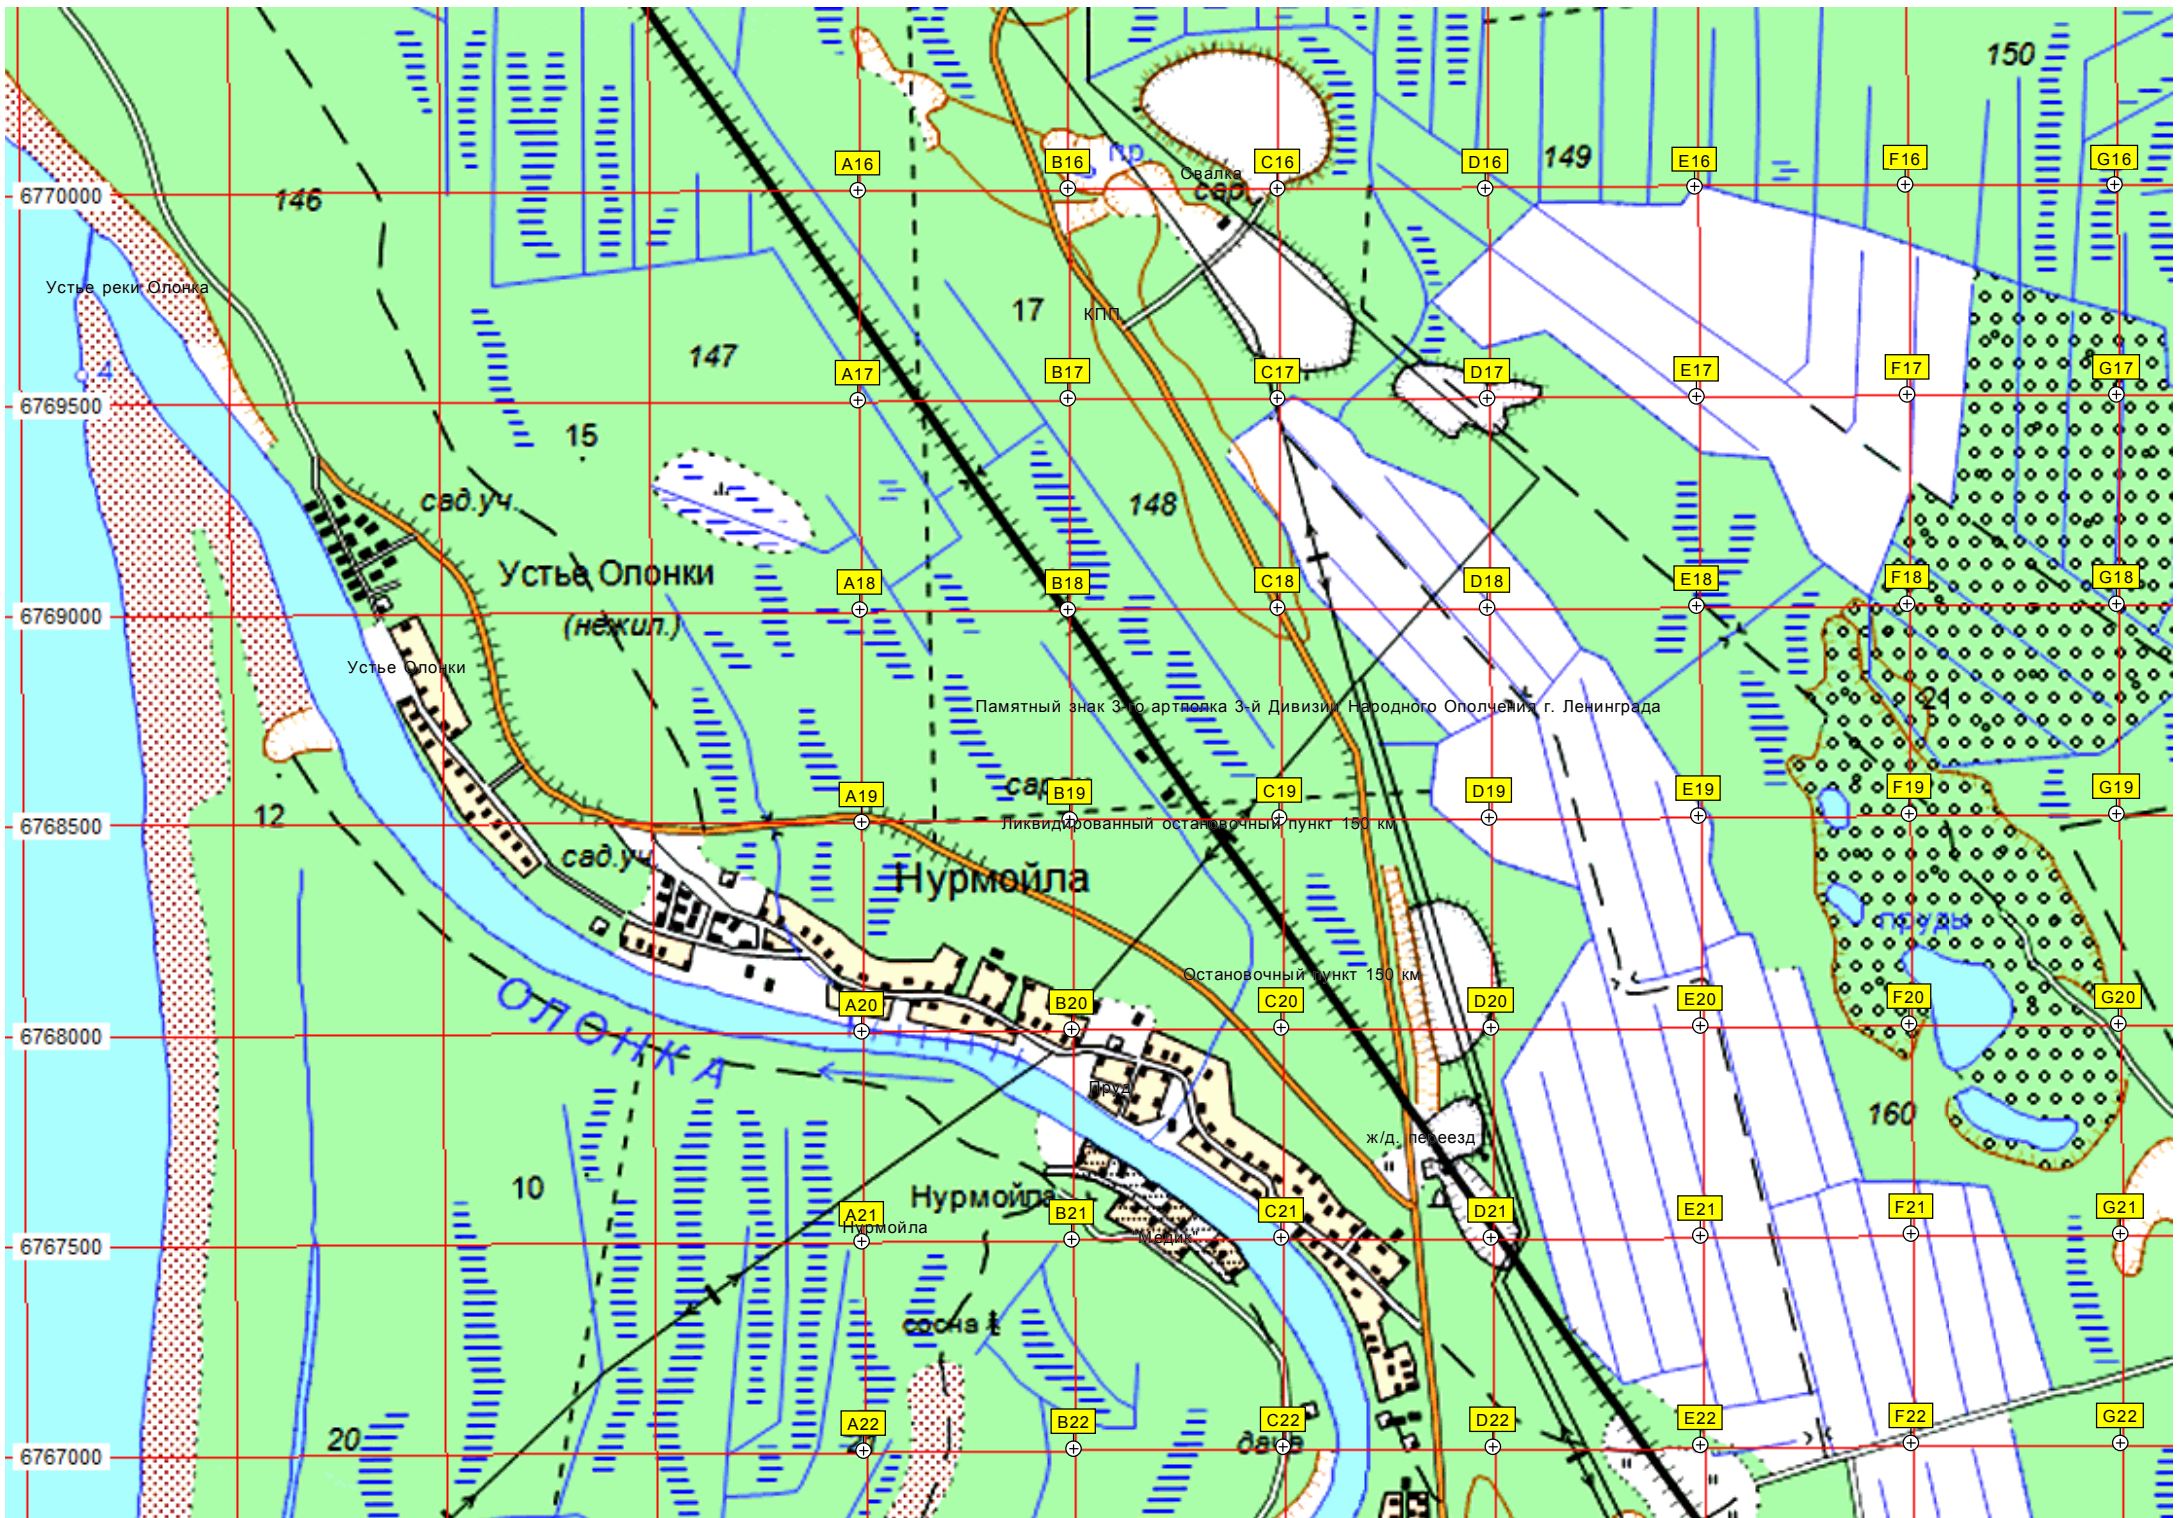 150
149
A16
B16
C16
D16
E16
F16
G16
пр.
Свалка
сар.
6770000
146
Устье реки Олонка
17
КПП
147
4
A17
B17
C17
D17
E17
F17
G17
6769500
15
сад.уч.
148
Устье Олонки
(нежил.)
A18
B18
C18
D18
E18
F18
G18
6769000
Устье Олонки
Памятный знак 3-го артполка 3-й Дивизии Народного Ополчения г. Ленинграда
21
сараи
A19
B19
C19
D19
E19
F19
G19
12
6768500
Ликвидированный остановочный пункт 150 км
сад.уч.
Нурмойла
пруды
Остановочный пункт 150 км
ОЛОНКА
A20
B20
C20
D20
E20
F20
G20
6768000
Пруд
160
ж/д. переезд
10
Нурмойла
A21
B21
C21
D21
E21
F21
G21
Нурмойла
Медик"
6767500
сосна
20
A22
B22
C22
D22
E22
F22
G22
дача
6767000